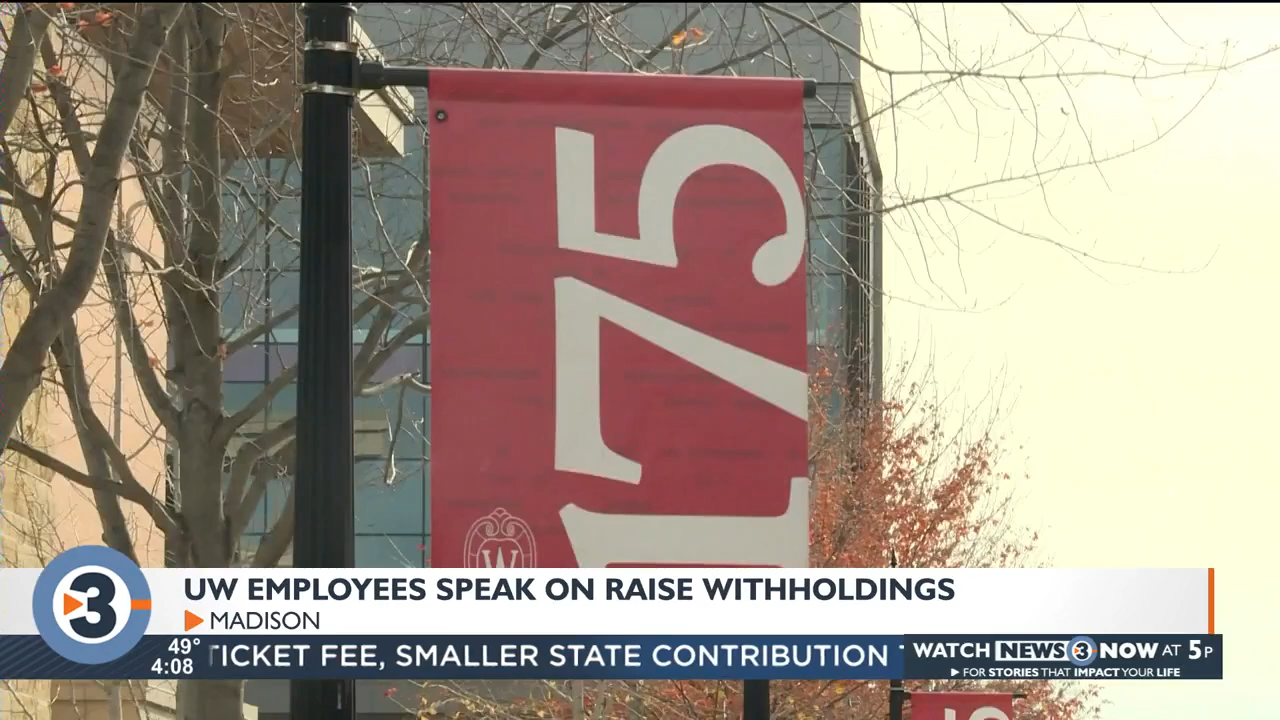 175
W
3
UW EMPLOYEES SPEAK ON RAISE WITHHOLDINGS
MADISON
49°
4:08
TICKET FEE, SMALLER STATE CONTRIBUTION
WATCH NEWS 3 NOW AT 5P
FOR STORIES THAT IMPACT YOUR LIFE